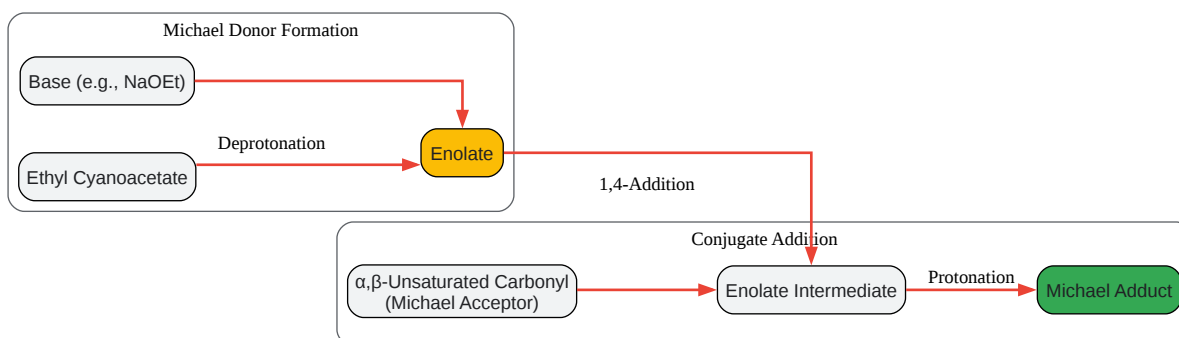 Michael Donor Formation
Base (e.g., NaOEt)
Deprotonation
Enolate
Ethyl Cyanoacetate
1,4-Addition
Conjugate Addition
α,β-Unsaturated Carbonyl
(Michael Acceptor)
Enolate Intermediate
Protonation
Michael Adduct